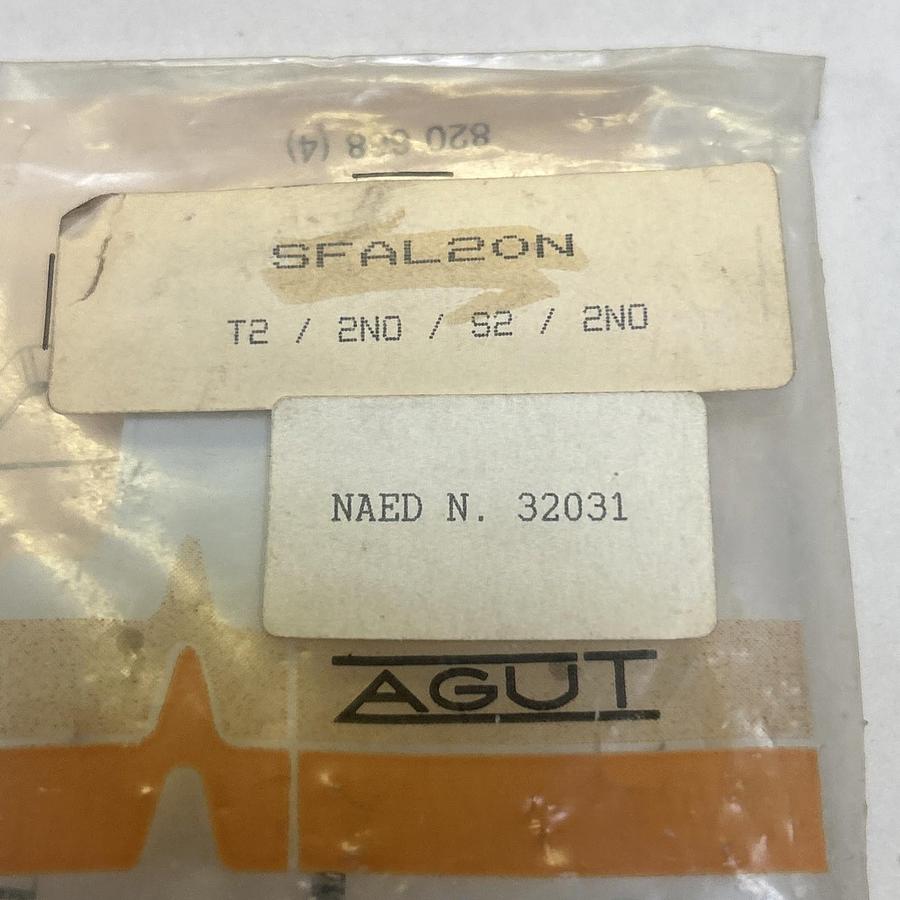 SFAL20N
T2 / 2NO / S2 / 2NO
NAED N. 32031
AGUT